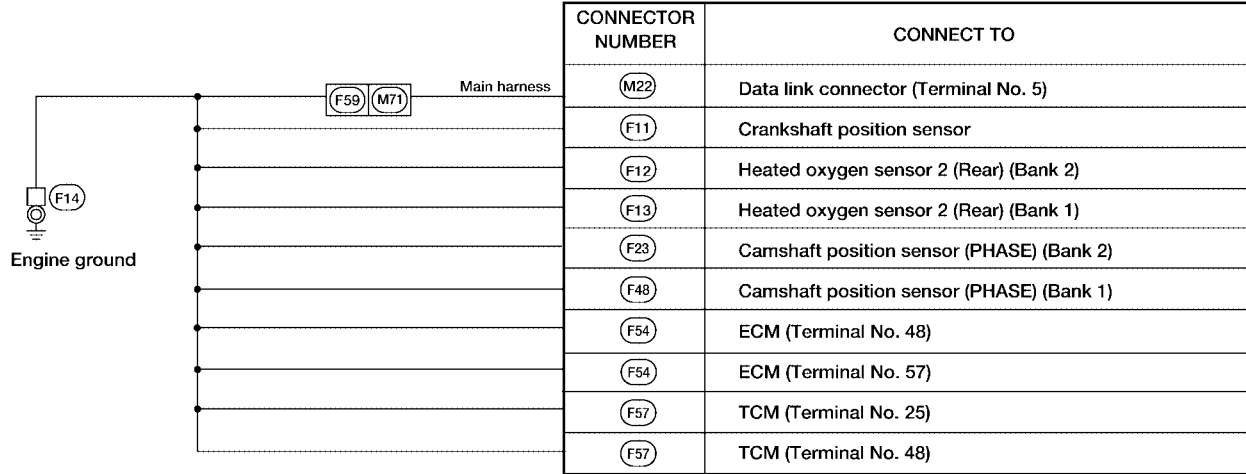 CONNECTOR
NUMBER
CONNECT TO
F59 M71 Main harness M22 Data link connector (Terminal No. 5)
F11 Crankshaft position sensor
F12 Heated oxygen sensor 2 (Rear) (Bank 2)
F14
F13 Heated oxygen sensor 2 (Rear) (Bank 1)
Engine ground
F23 Camshaft position sensor (PHASE) (Bank 2)
F48 Camshaft position sensor (PHASE) (Bank 1)
F54 ECM (Terminal No. 48)
F54 ECM (Terminal No. 57)
F57 TCM (Terminal No. 25)
F57 TCM (Terminal No. 48)